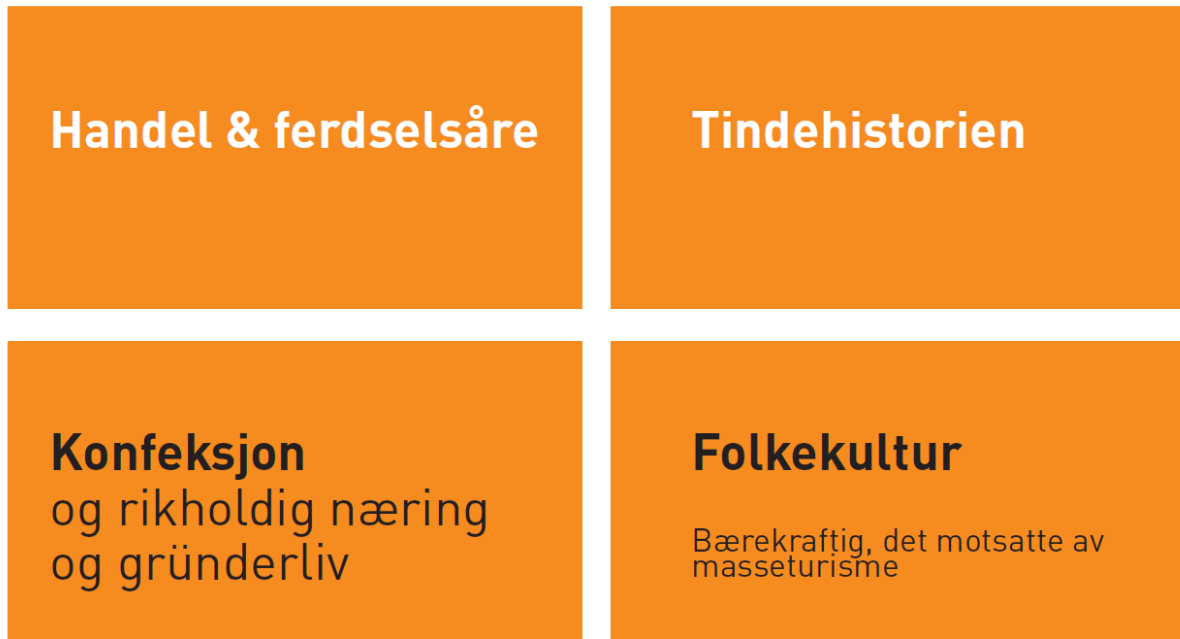 Handel & ferdselsåre
Tindehistorien
Konfeksjon
og rikholdig næring
og gründerliv
Folkekultur
Bærekraftig, det motsatte av
masseturisme